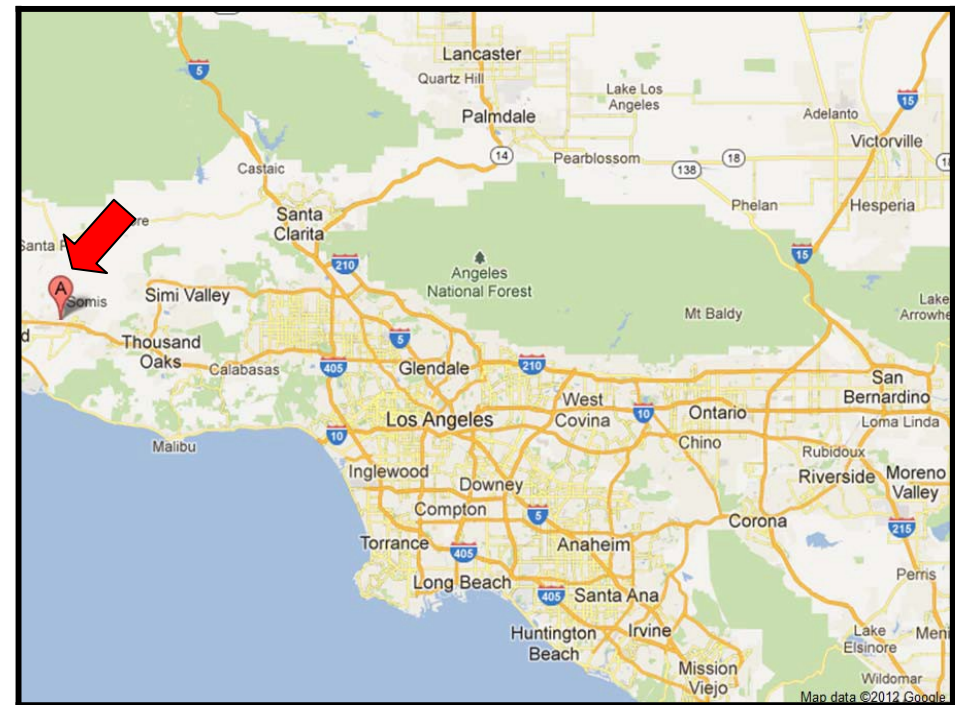 Lancaster
Quartz Hill
5
Lake Los
Angeles
15
Palmdale
Adelanto
Victorville
14
Pearblossom
138
18
Castaic
Phelan
Hesperia
Santa
Clarita
Santa
15
210
A
Somis
Simi Valley
Angeles
National Forest
Mt Baldy
Lake
Thousand
Oaks
Calabasas
405
5
Glendale
210
San
Bernardino
West
Covina
10
Ontario
Los Angeles
Loma Linda
10
Malibu
Chino
Rubidoux
Inglewood
Downey
Riverside
Moreno
Valley
Compton
5
Corona
215
Torrance
405
Anaheim
Perris
Long Beach
405
Santa Ana
Huntington
Beach
Irvine
Lake
Elsinore
Mission
Viejo
Wildomar
Map data ©2012 Google